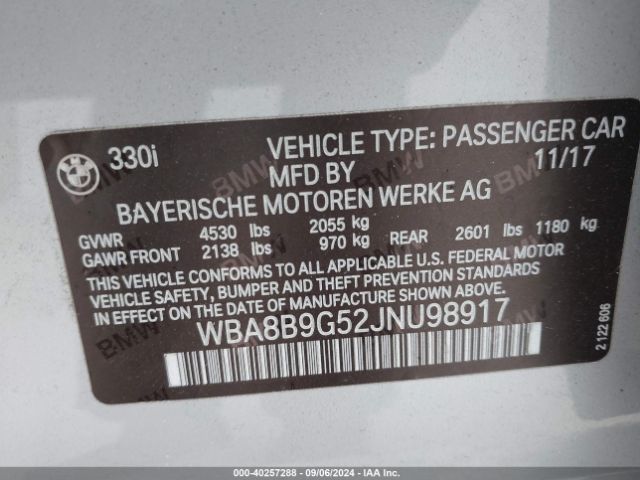 330i
VEHICLE TYPE: PASSENGER CAR
MFD BY 11/17
BAYERISCHE MOTOREN WERKE AG
GVWR 4530 lbs 2055 kg
GAWR FRONT 2138 lbs 970 kg REAR 2601 lbs 1180 kg
THIS VEHICLE CONFORMS TO ALL APPLICABLE U.S. FEDERAL MOTOR
VEHICLE SAFETY, BUMPER AND THEFT PREVENTION STANDARDS
IN EFFECT ON THE DATE OF MANUFACTURE SHOWN ABOVE.
WBA8B9G52JNU98917
2 122 606
000-40257288 - 09/06/2024 - IAA Inc.